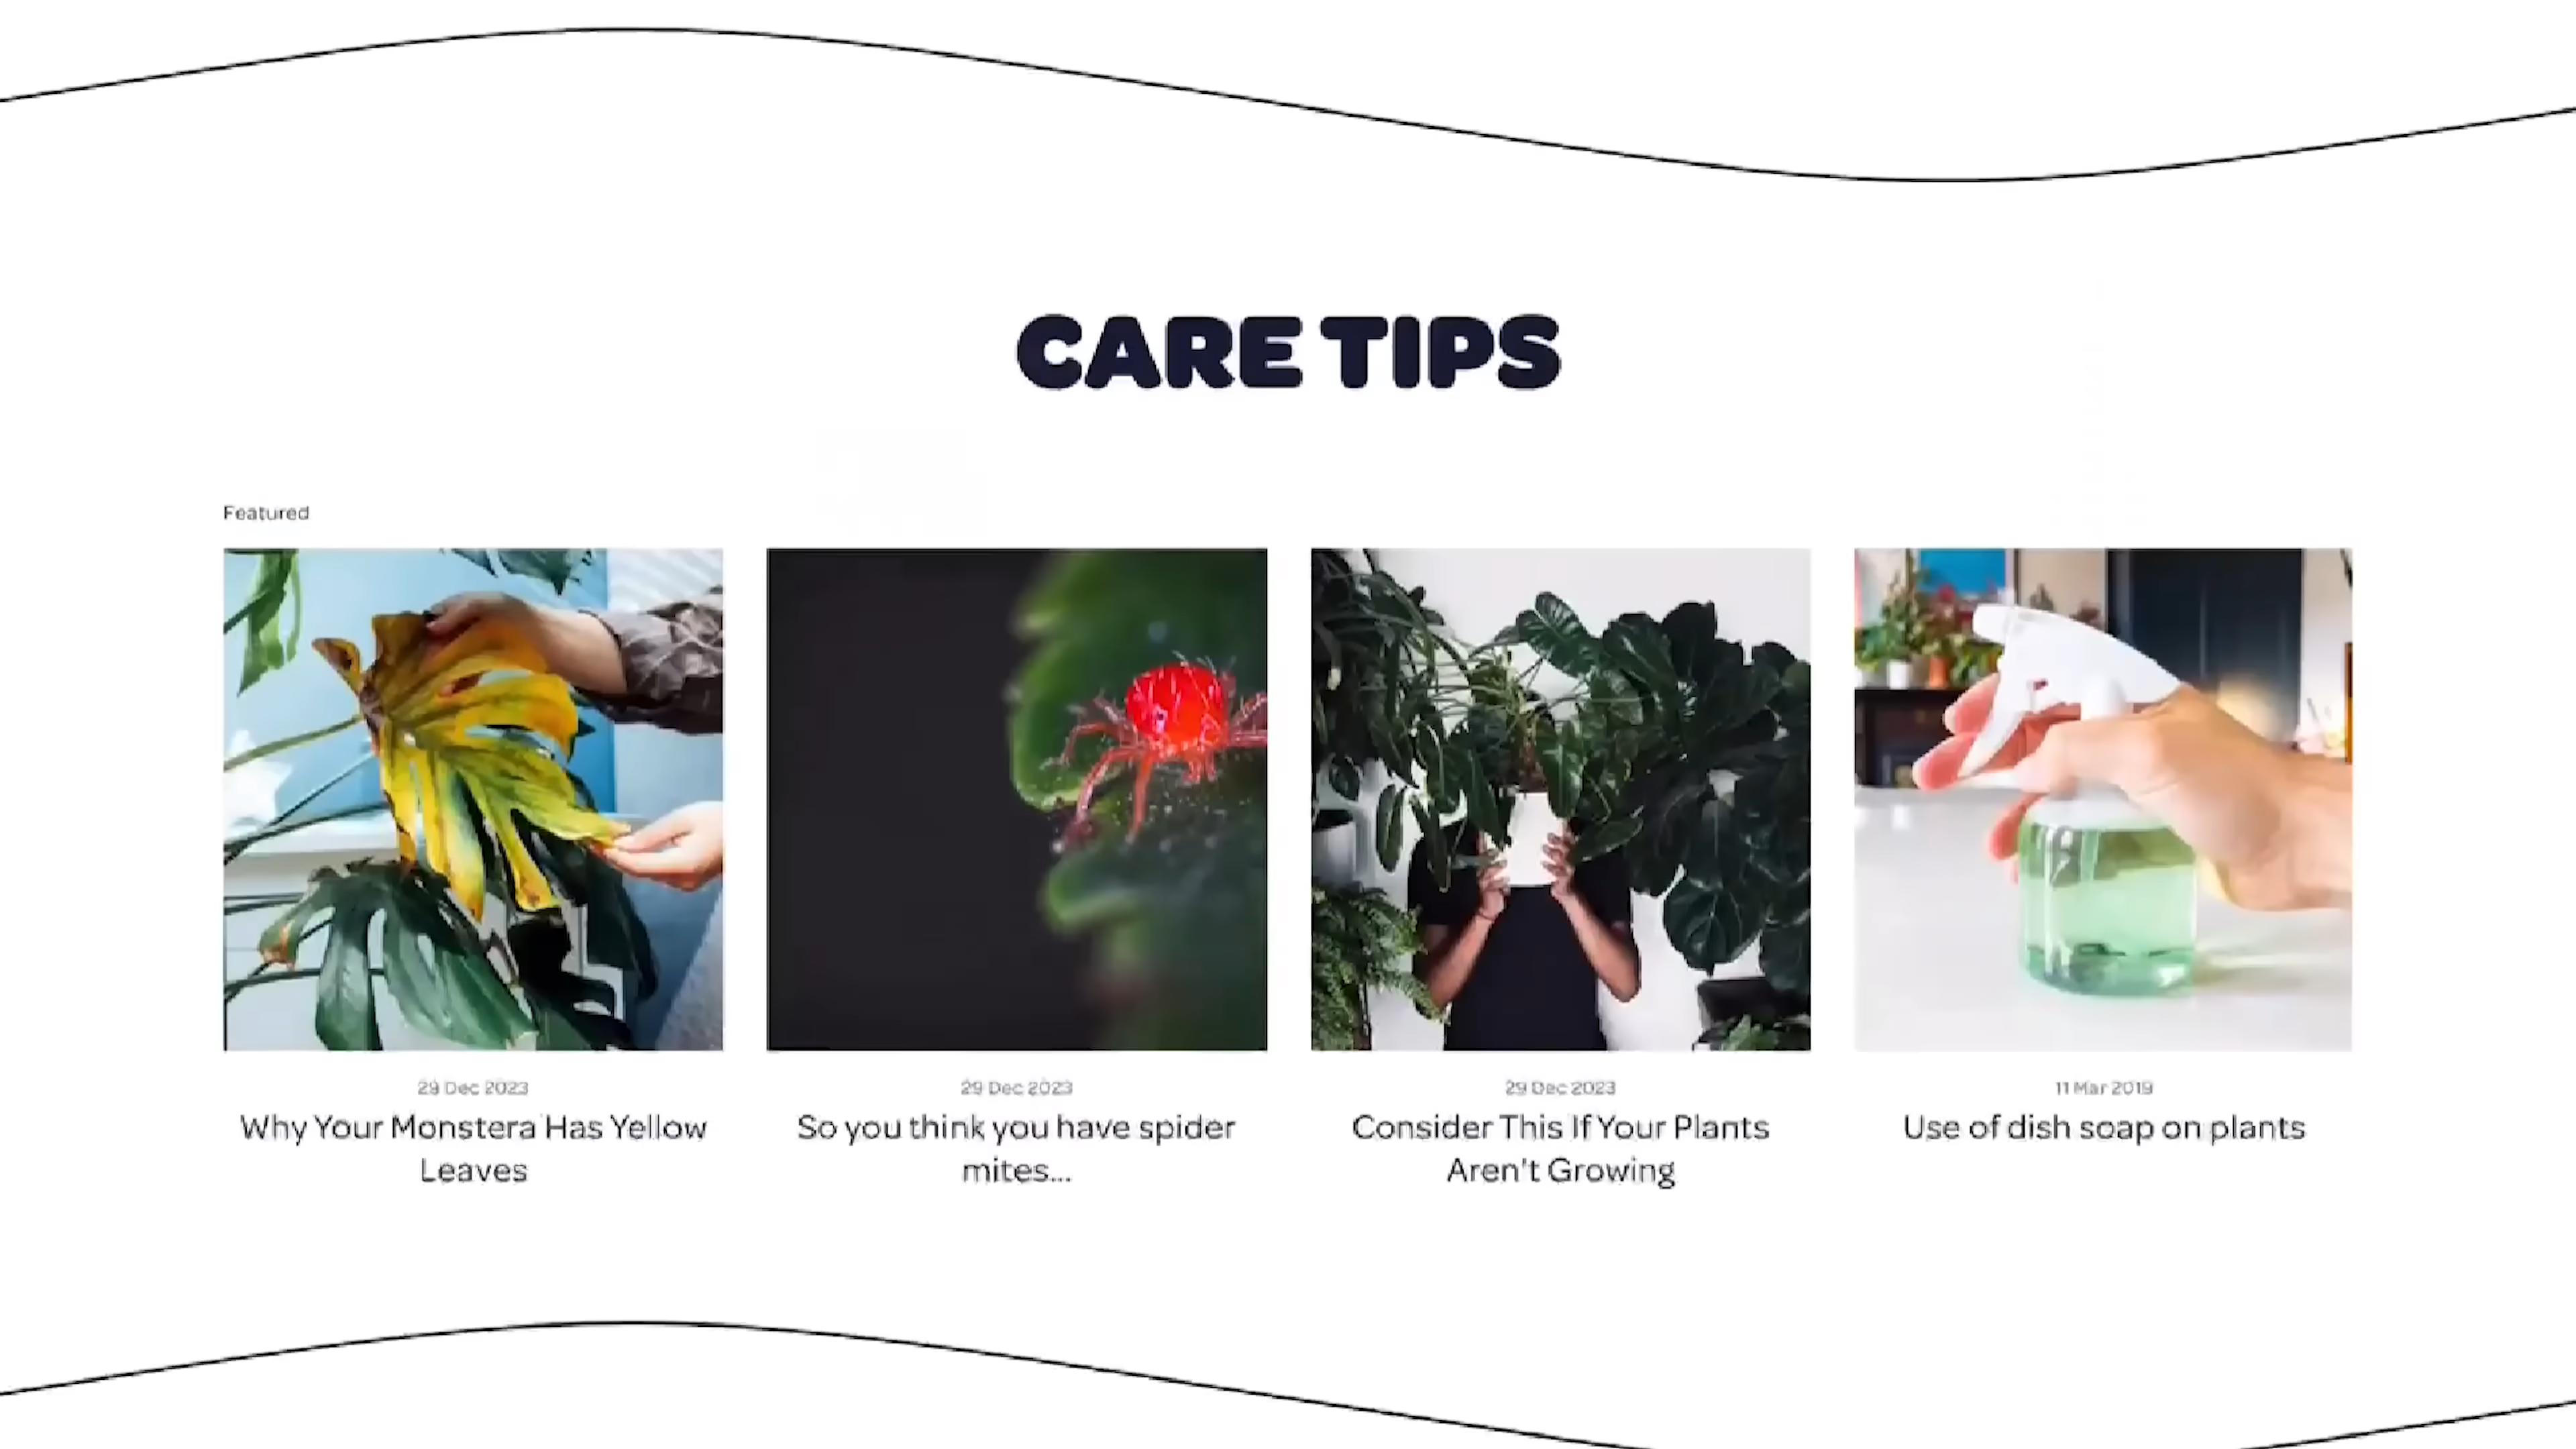 CARE TIPS
Featured
29 Dec 2023
Why Your Monstera Has Yellow
Leaves
29 Dec 2023
So you think you have spider
mites...
29 Dec 2023
Consider This If Your Plants
Aren't Growing
11 Mar 2019
Use of dish soap on plants